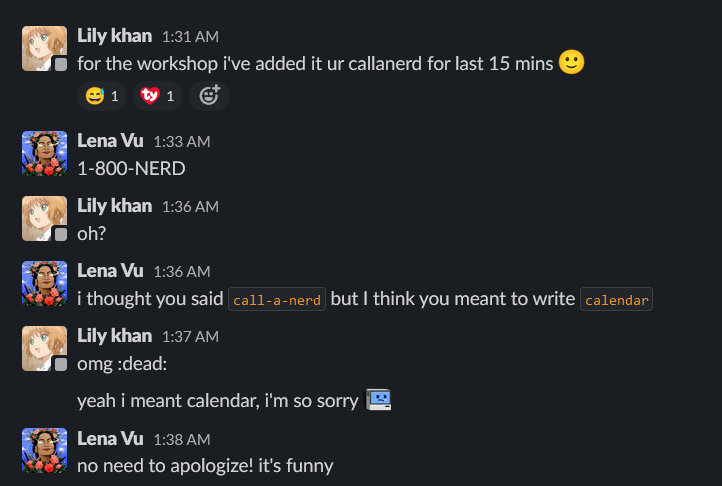 Lily khan 1:31 AM
for the workshop i've added it ur callanerd for last 15 mins
1 ty 1
Lena Vu 1:33 AM
1-800-NERD
Lily khan 1:36 AM
oh?
Lena Vu 1:36 AM
i thought you said call-a-nerd but I think you meant to write calendar
Lily khan 1:37 AM
omg :dead:
yeah i meant calendar, i'm so sorry
Lena Vu 1:38 AM
no need to apologize! it's funny